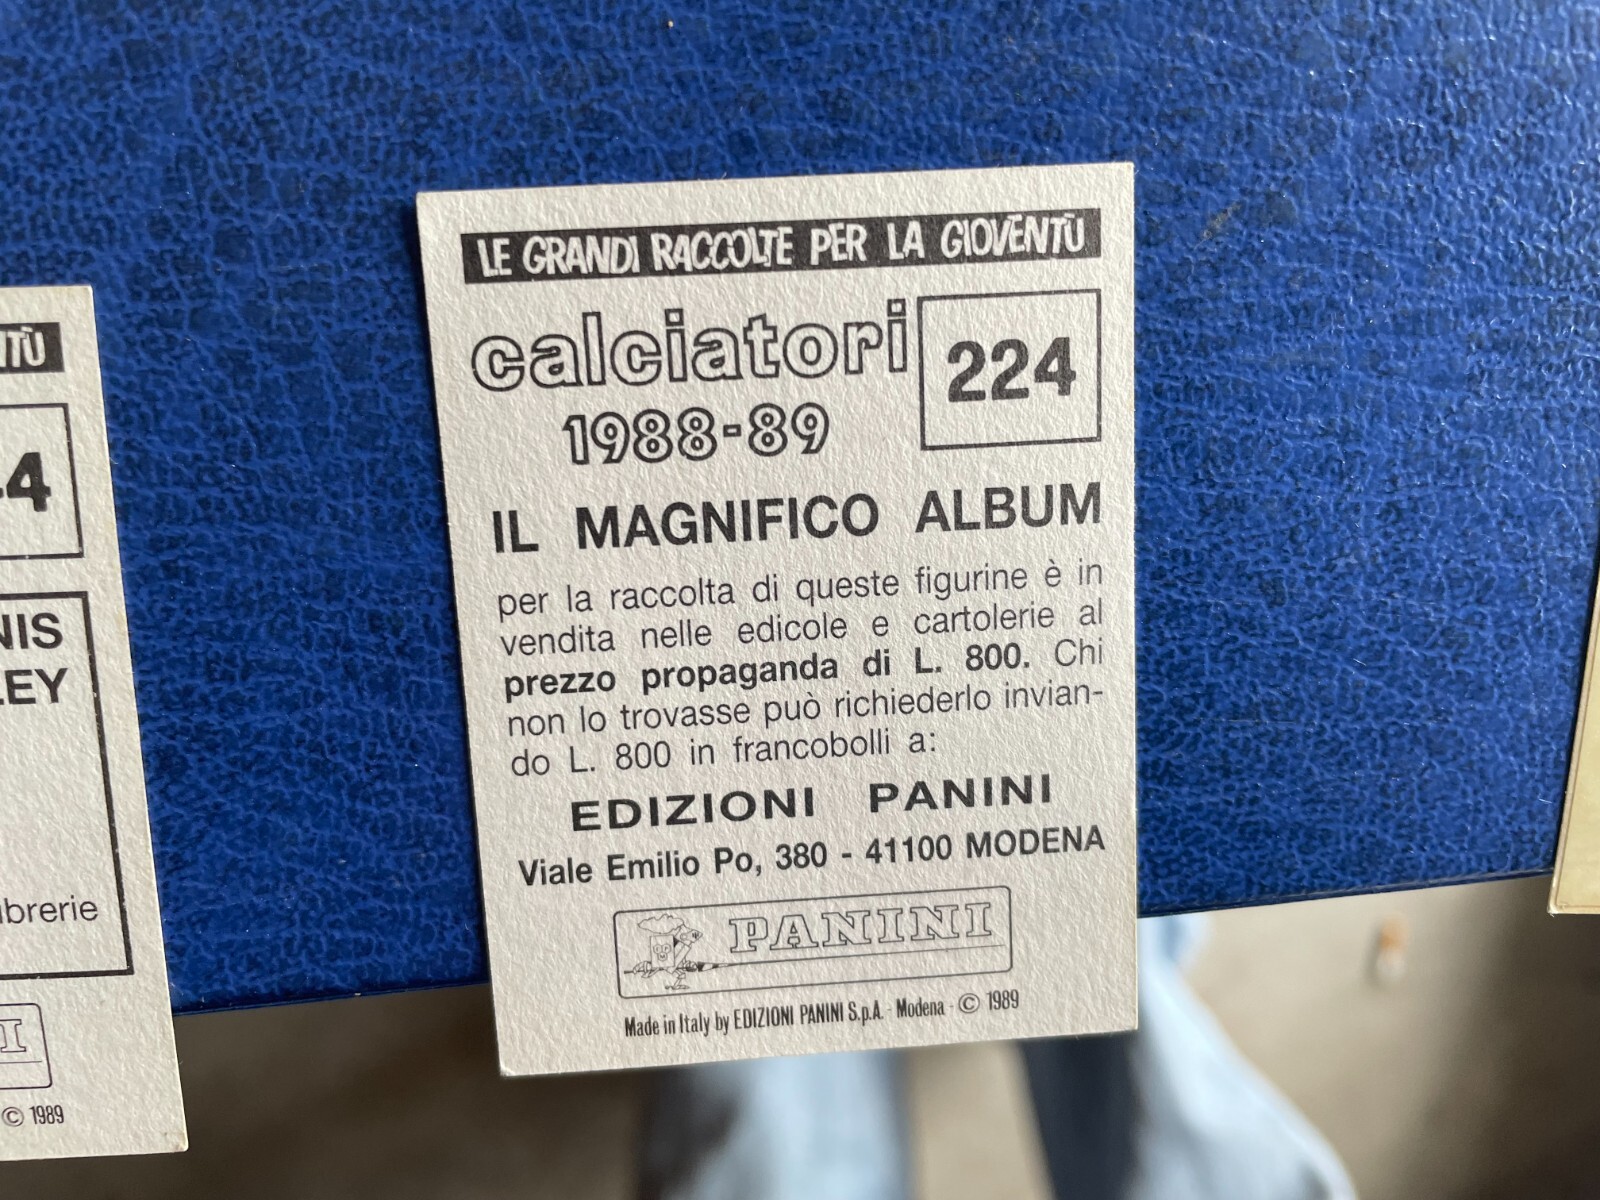 LE GRANDI RACCOLTE PER LA GIOVENTÙ
calciatori
1988-89
224
IL MAGNIFICO ALBUM
per la raccolta di queste figurine è in
vendita nelle edicole e cartolerie al
prezzo propaganda di L. 800. Chi
non lo trovasse può richiederlo invian-
do L. 800 in francobolli a:
EDIZIONI PANINI
Viale Emilio Po, 380 - 41100 MODENA
PANINI
Made in Italy by EDIZIONI PANINI S.p.A. - Modena - © 1989
© 1989